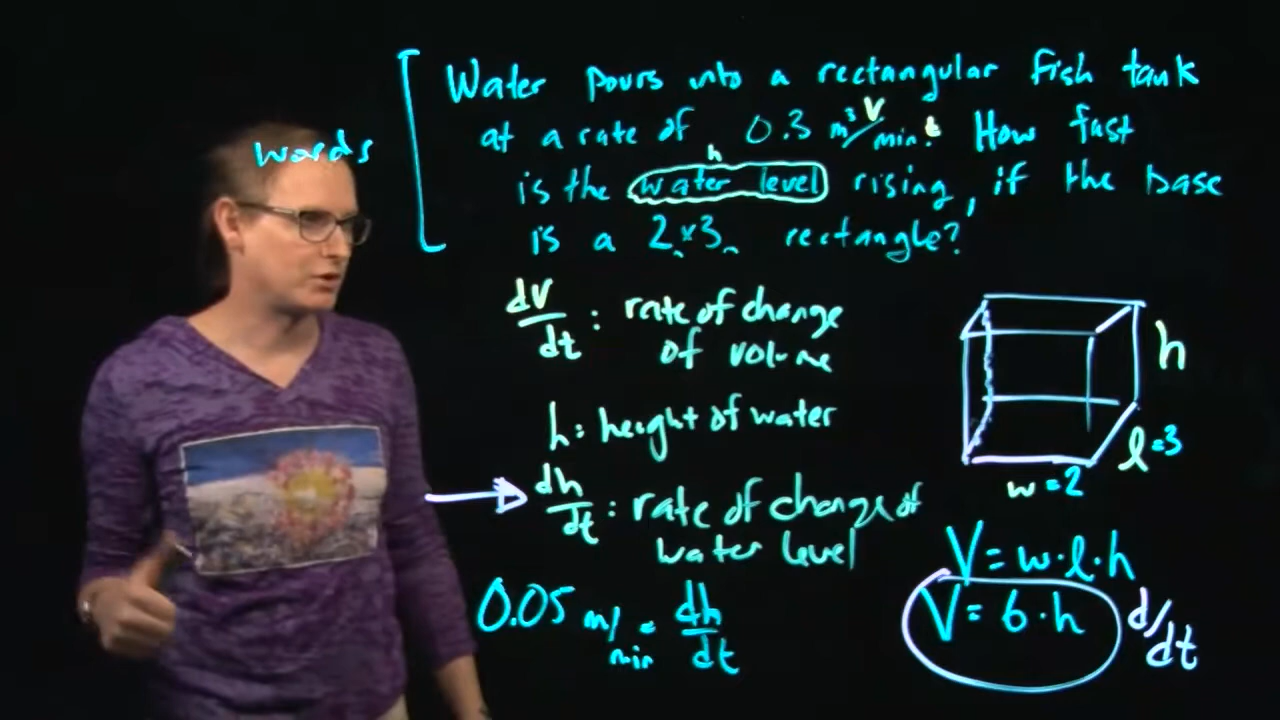 words
Water pours into a rectangular fish tank
at a rate of 0.3 m³/min. How fast
V
t
h
is the water level rising, if the base
is a 2×3 rectangle?
dV/dt : rate of change
of volume
h: height of water
dh/dt : rate of change of
water level
0.05 m/min = dh/dt
h
l=3
w=2
V=w·l·h
V=6·h
d/dt